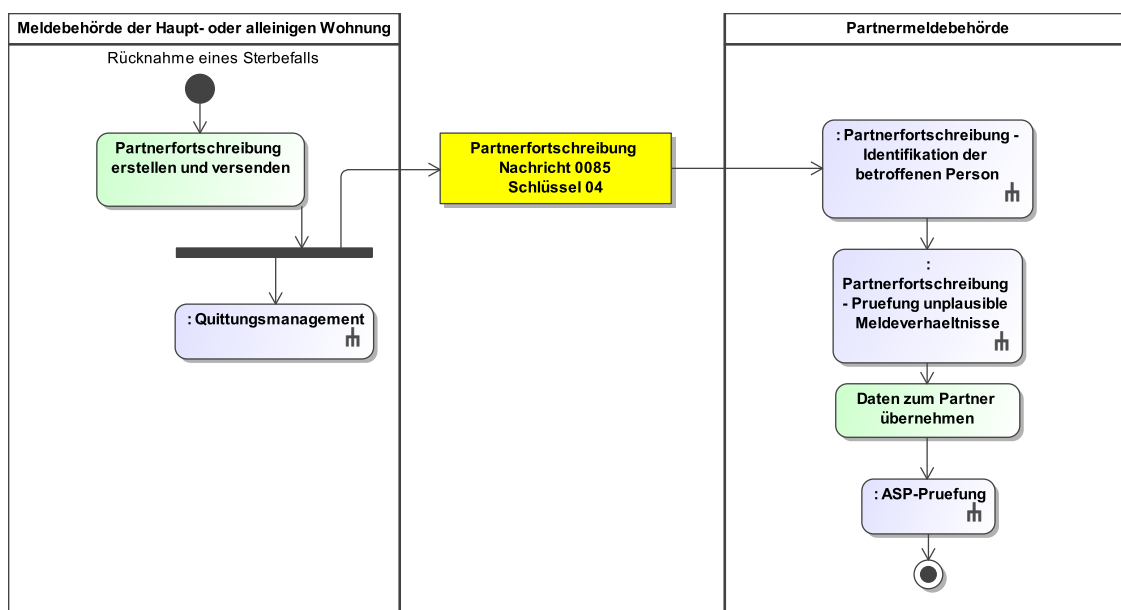 Meldebehörde der Haupt- oder alleinigen Wohnung
Rücknahme eines Sterbefalls
Partnerfortschreibung
erstellen und versenden
: Quittungsmanagement
Partnerfortschreibung
Nachricht 0085
Schlüssel 04
Partnermeldebehörde
: Partnerfortschreibung -
Identifikation der
betroffenen Person
:
Partnerfortschreibung
- Pruefung unplausible
Meldeverhaeltnisse
Daten zum Partner
übernehmen
: ASP-Pruefung